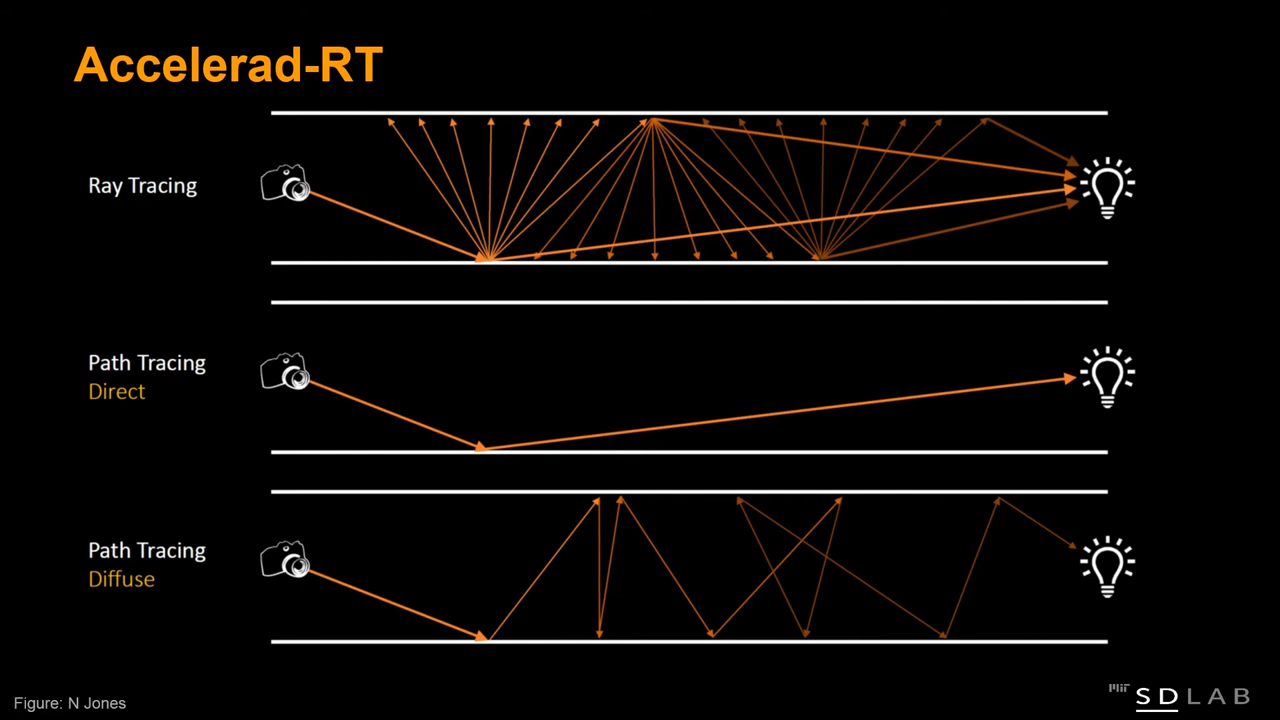 Accelerad-RT
Ray Tracing
Path Tracing
Direct
Path Tracing
Diffuse
Figure: N Jones
MIT SDLAB